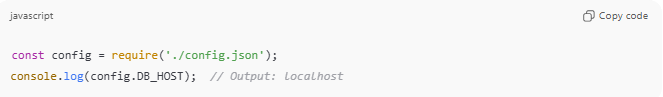 javascript
Copy code
const config = require('./config.json');
console.log(config.DB_HOST);  // Output: localhost